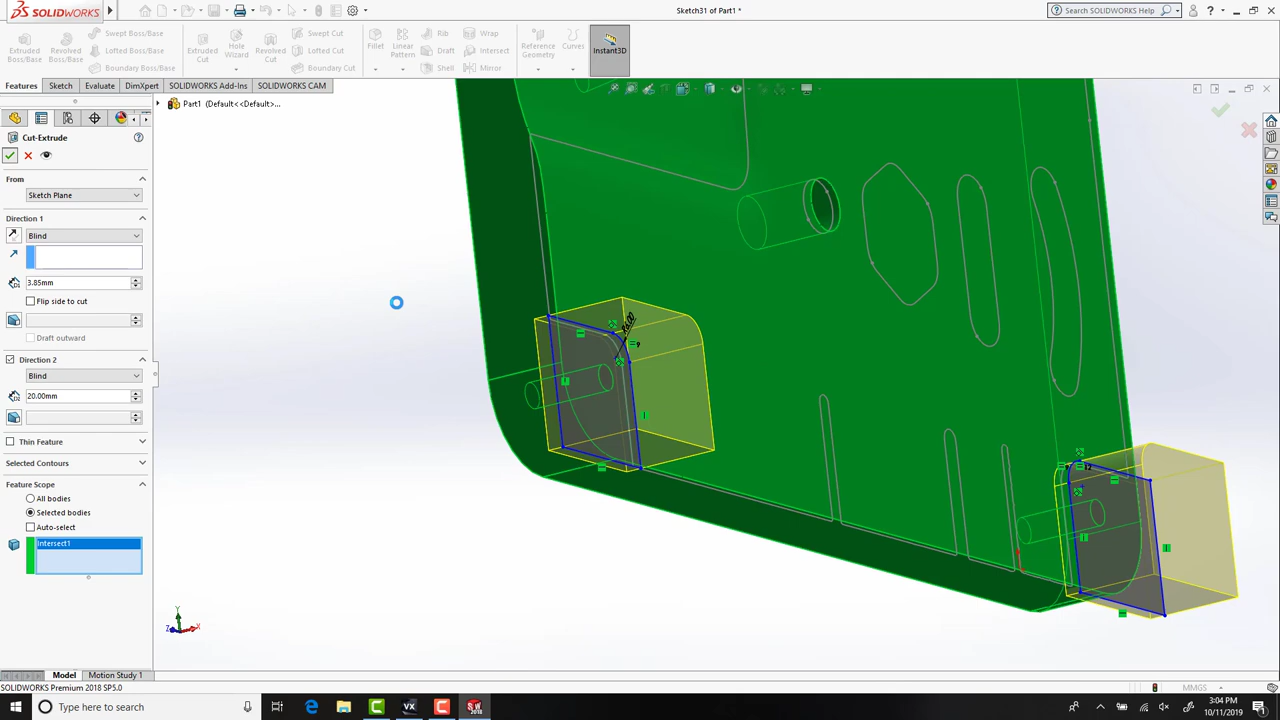 SOLIDWORKS
Sketch31 of Part1 *
Search SOLIDWORKS Help
Extruded Boss/Base
Revolved Boss/Base
Swept Boss/Base
Lofted Boss/Base
Boundary Boss/Base
Extruded Cut
Hole Wizard
Revolved Cut
Swept Cut
Lofted Cut
Boundary Cut
Fillet
Linear Pattern
Rib
Draft
Shell
Wrap
Intersect
Mirror
Reference Geometry
Curves
Instant3D
Features
Sketch
Evaluate
DimXpert
SOLIDWORKS Add-Ins
SOLIDWORKS CAM
Part1 (Default<<Default>...
Cut-Extrude
From
Sketch Plane
Direction 1
Blind
3.85mm
Flip side to cut
Draft outward
Direction 2
Blind
20.00mm
Thin Feature
Selected Contours
Feature Scope
All bodies
Selected bodies
Auto-select
Intersect1
9
12
Y
Z
X
Model
Motion Study 1
SOLIDWORKS Premium 2018 SP5.0
MMGS
Type here to search
3:04 PM
10/11/2019